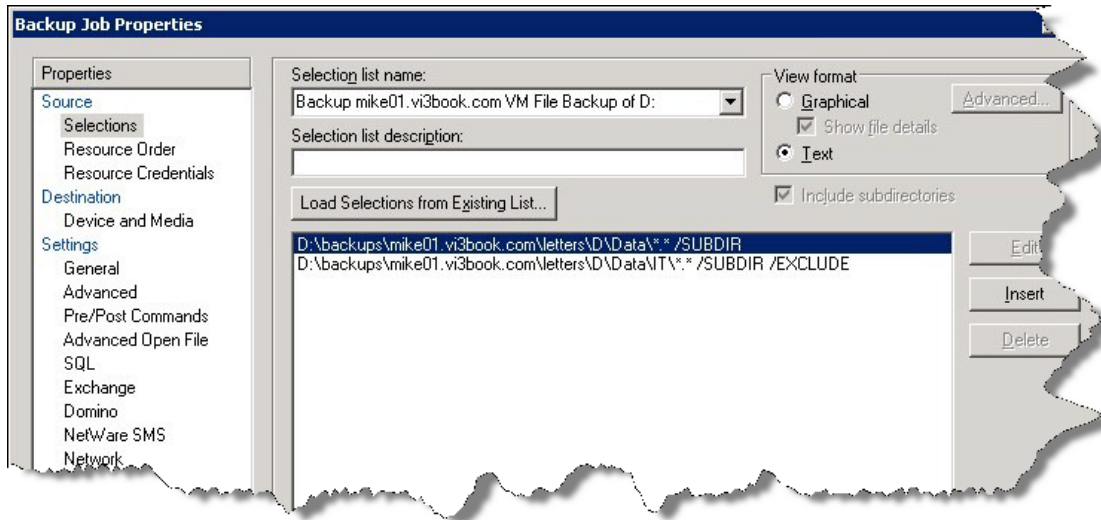 Backup Job Properties
Properties
Source
Selections
Resource Order
Resource Credentials
Destination
Device and Media
Settings
General
Advanced
Pre/Post Commands
Advanced Open File
SQL
Exchange
Domino
NetWare SMS
Network
Selection list name:
Backup mike01.vi3book.com VM File Backup of D:
Selection list description:
Load Selections from Existing List...
View format
Graphical
Advanced...
Show file details
Text
Include subdirectories
D:\backups\mike01.vi3book.com\letters\D\Data\*.* /SUBDIR
D:\backups\mike01.vi3book.com\letters\D\Data\IT\*.* /SUBDIR /EXCLUDE
Edit
Insert
Delete